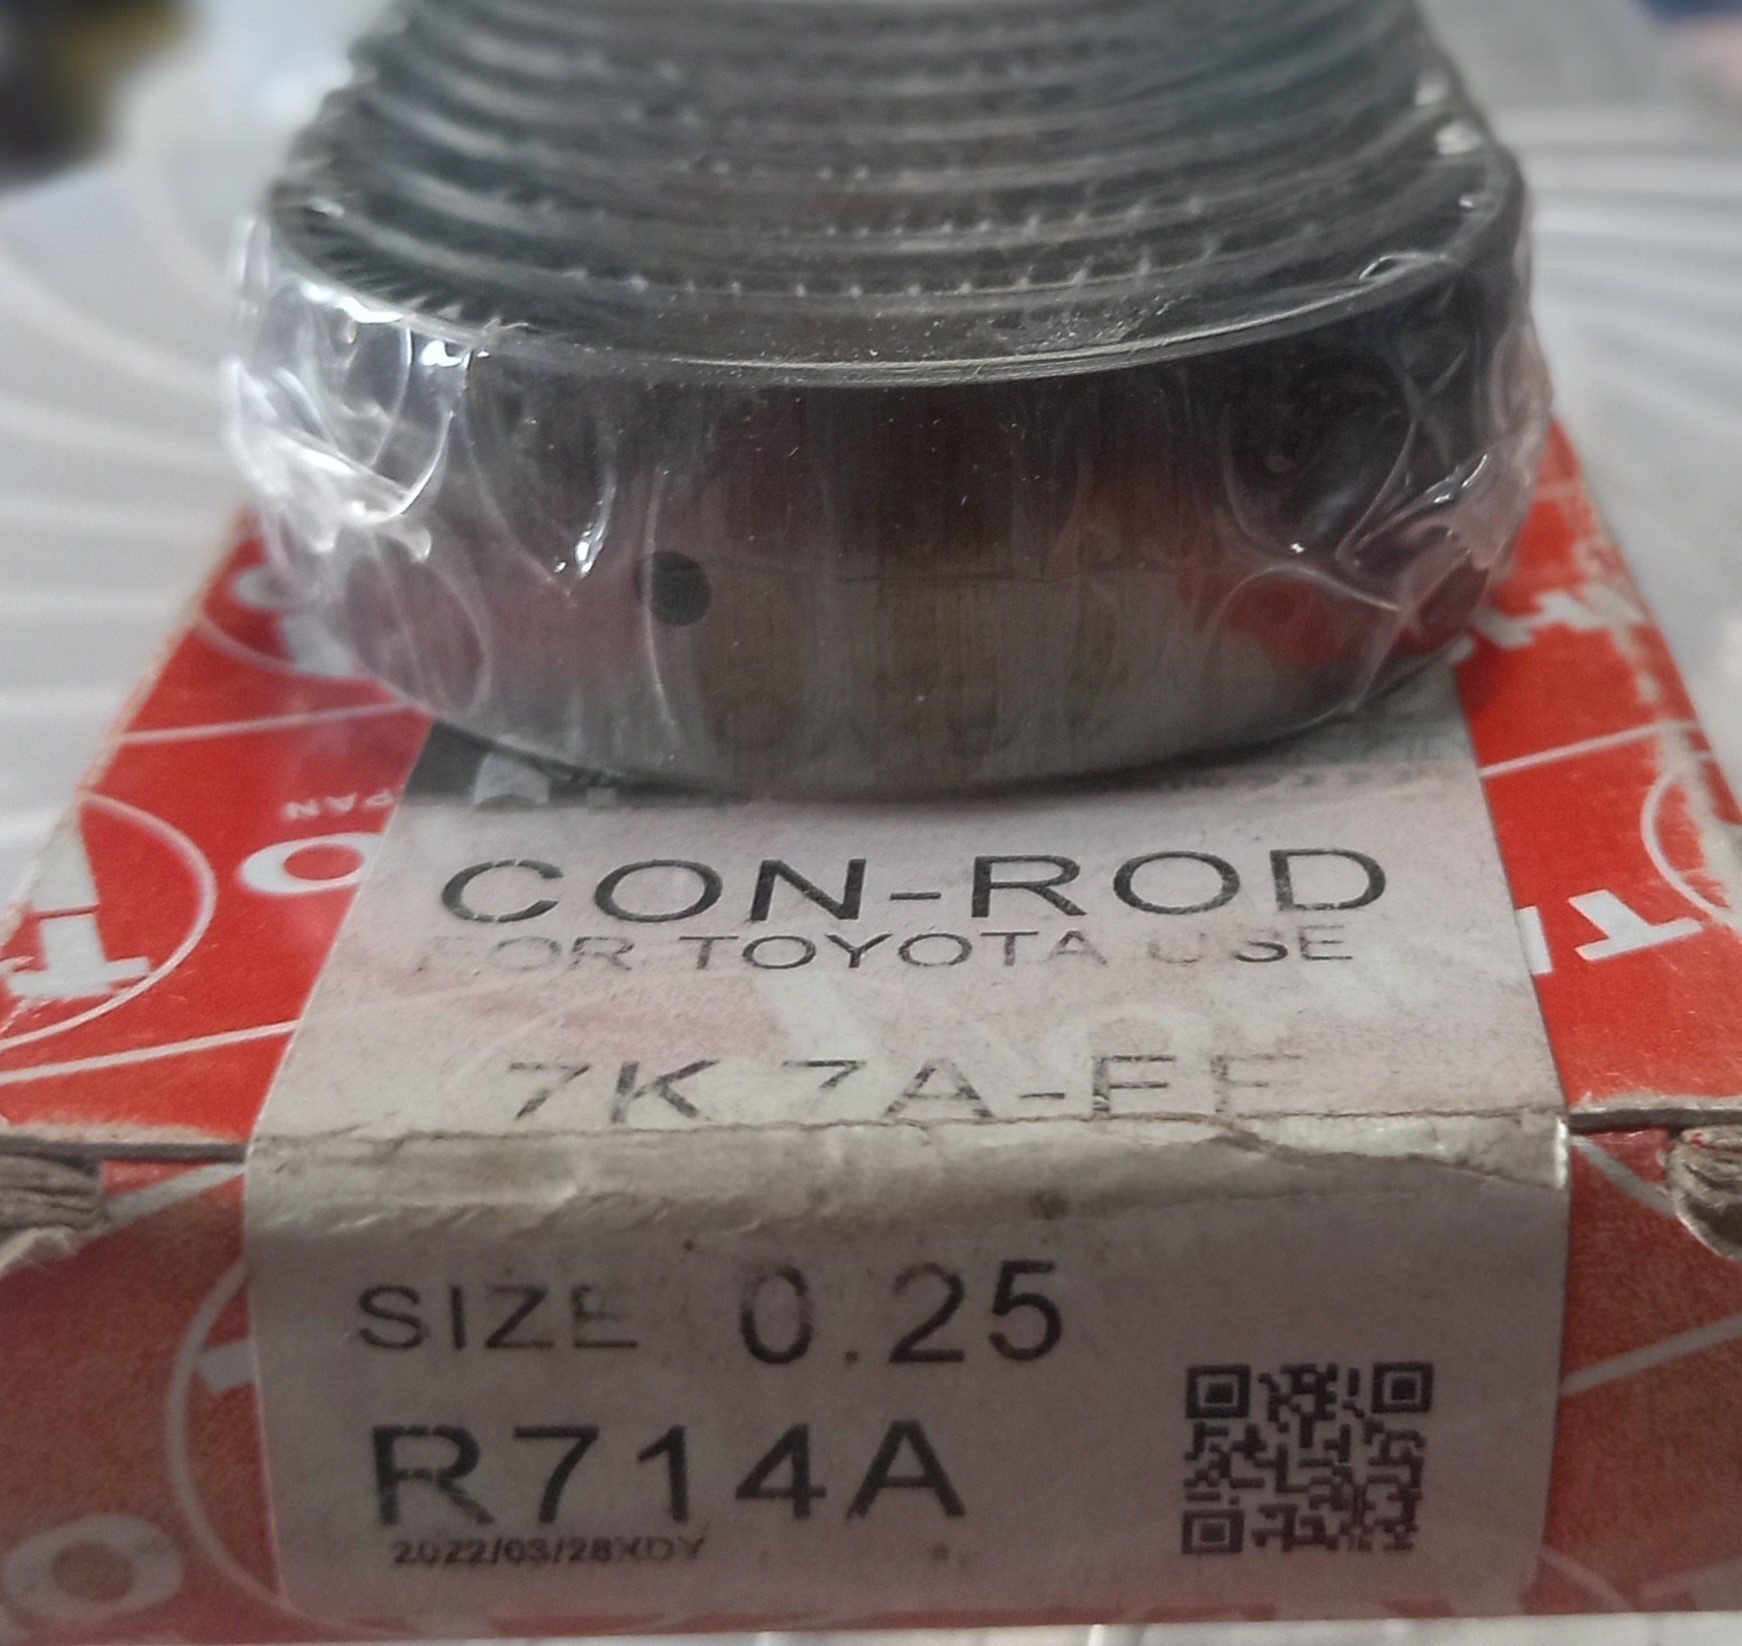 CON-ROD
FOR TOYOTA USE
7K 7A-FE
SIZE 0.25
R714A
2022/03/28XDY